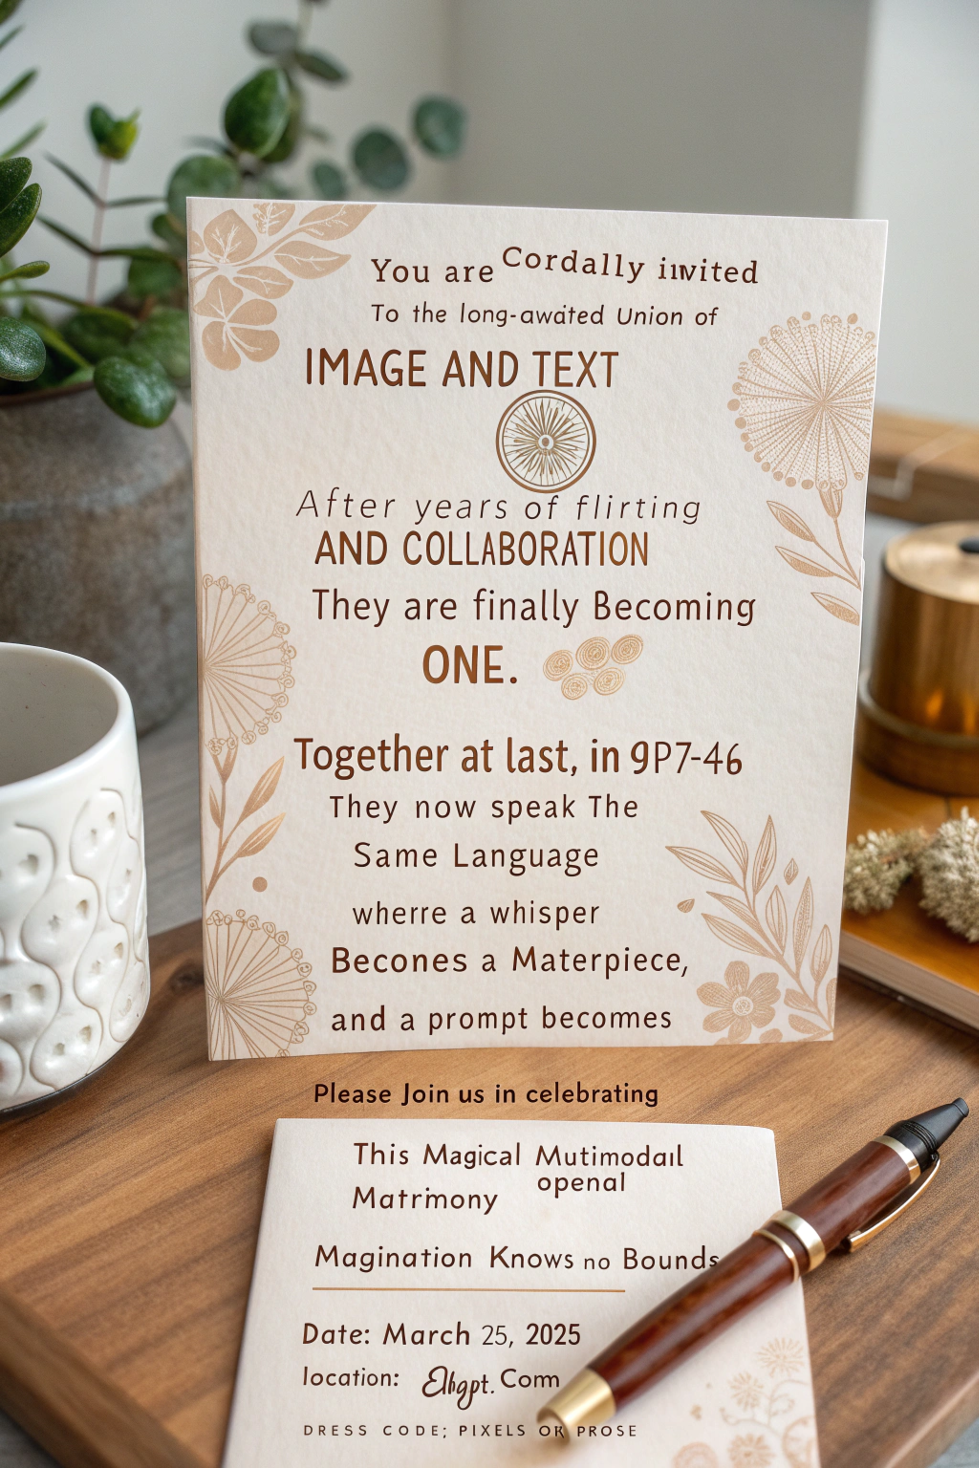 You are Cordally invited
To the long-awaited Union of
IMAGE AND TEXT
After years of flirting
AND COLLABORATION
They are finally Becoming
ONE.
Together at last, in 9P7-46
They now speak The
Same Language
wherre a whisper
Becones a Materpiece,
and a prompt becomes
Please Join us in celebrating
This Magical Mutimodail
openal
Matrimony
Magination Knows no Bounds
Date: March 25, 2025
location: Com
DRESS CODE; PIXELS OR PROSE